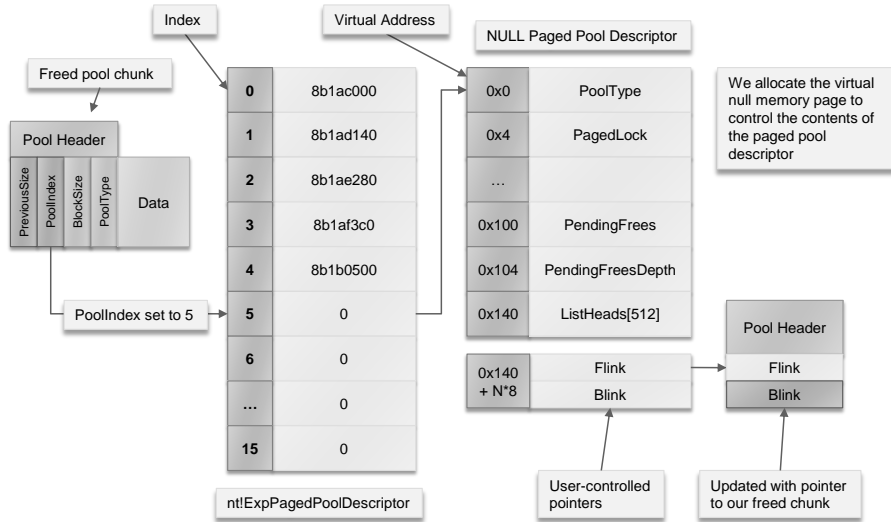 Index
Virtual Address
NULL Paged Pool Descriptor
Freed pool chunk
Pool Header
PreviousSize
PoolIndex
BlockSize
PoolType
Data
PoolIndex set to 5
0 8b1ac000
1 8b1ad140
2 8b1ae280
3 8b1af3c0
4 8b1b0500
5 0
6 0
... 0
15 0
nt!ExpPagedPoolDescriptor
0x0 PoolType
0x4 PagedLock
...
0x100 PendingFrees
0x104 PendingFreesDepth
0x140 ListHeads[512]
0x140
+ N*8
Flink
Blink
User-controlled
pointers
We allocate the virtual
null memory page to
control the contents of
the paged pool
descriptor
Pool Header
Flink
Blink
Updated with pointer
to our freed chunk